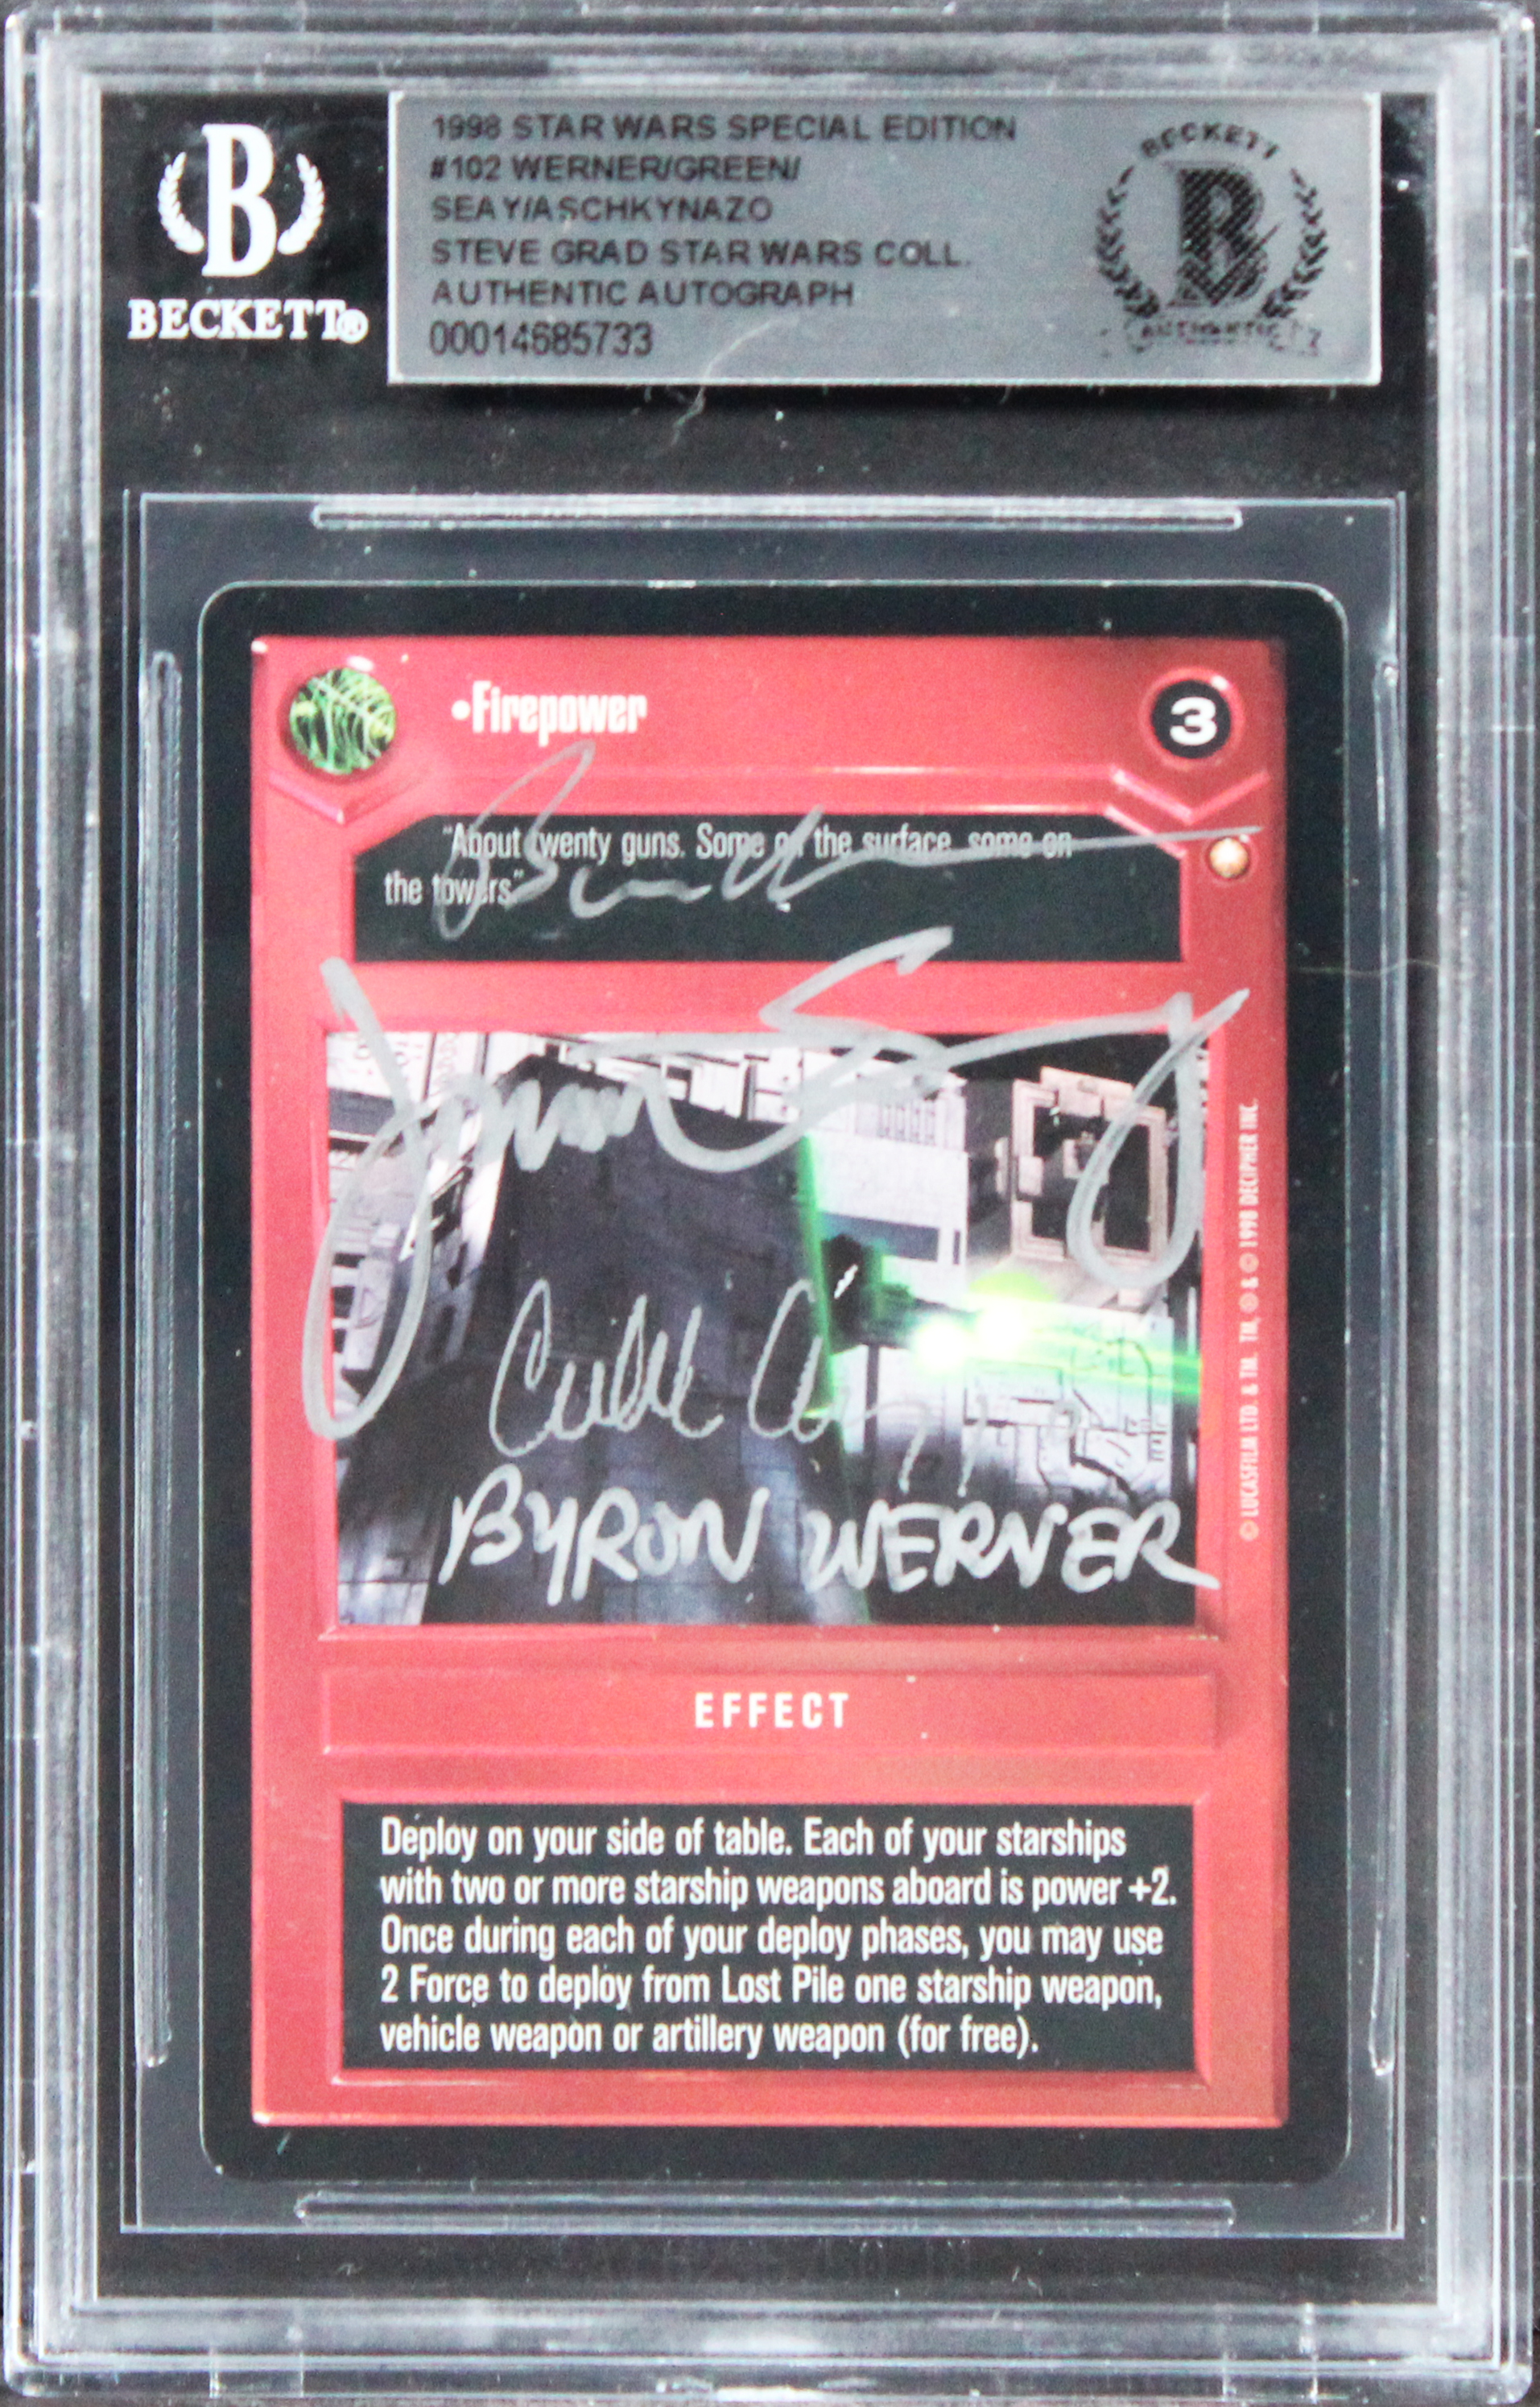 B
BECKETT®
1998 STAR WARS SPECIAL EDITION
#102 WERNER/GREEN/
SEAY/ASCHKYNAZO
STEVE GRAD STAR WARS COLL.
AUTHENTIC AUTOGRAPH
00014685733
BECKETT
B
AUTHENTIC
•Firepower
3
"About twenty guns. Some on the surface, some on
the towers."
BYRON WERNER
© LUCASFILM LTD. & TM. TM, ® & © 1998 DECIPHER INC.
EFFECT
Deploy on your side of table. Each of your starships
with two or more starship weapons aboard is power +2.
Once during each of your deploy phases, you may use
2 Force to deploy from Lost Pile one starship weapon,
vehicle weapon or artillery weapon (for free).